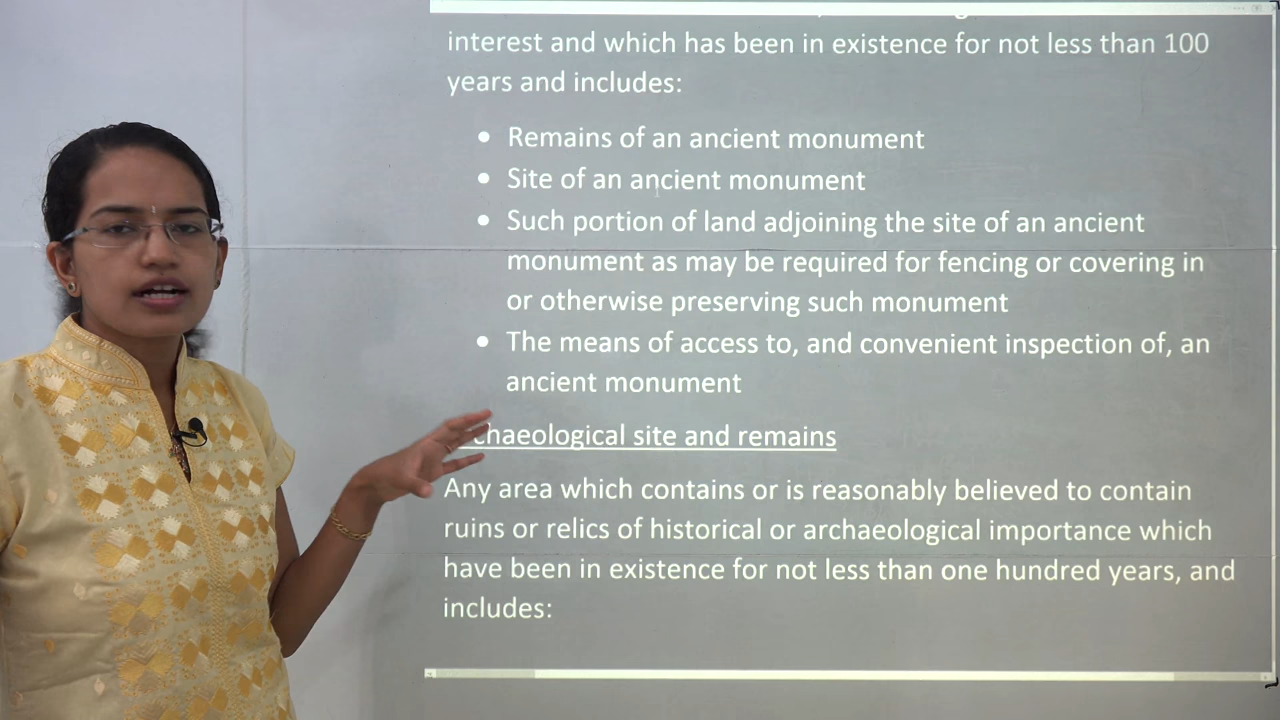 interest and which has been in existence for not less than 100
years and includes:
• Remains of an ancient monument
• Site of an ancient monument
• Such portion of land adjoining the site of an ancient
monument as may be required for fencing or covering in
or otherwise preserving such monument
• The means of access to, and convenient inspection of, an
ancient monument
chaeological site and remains
Any area which contains or is reasonably believed to contain
ruins or relics of historical or archaeological importance which
have been in existence for not less than one hundred years, and
includes: